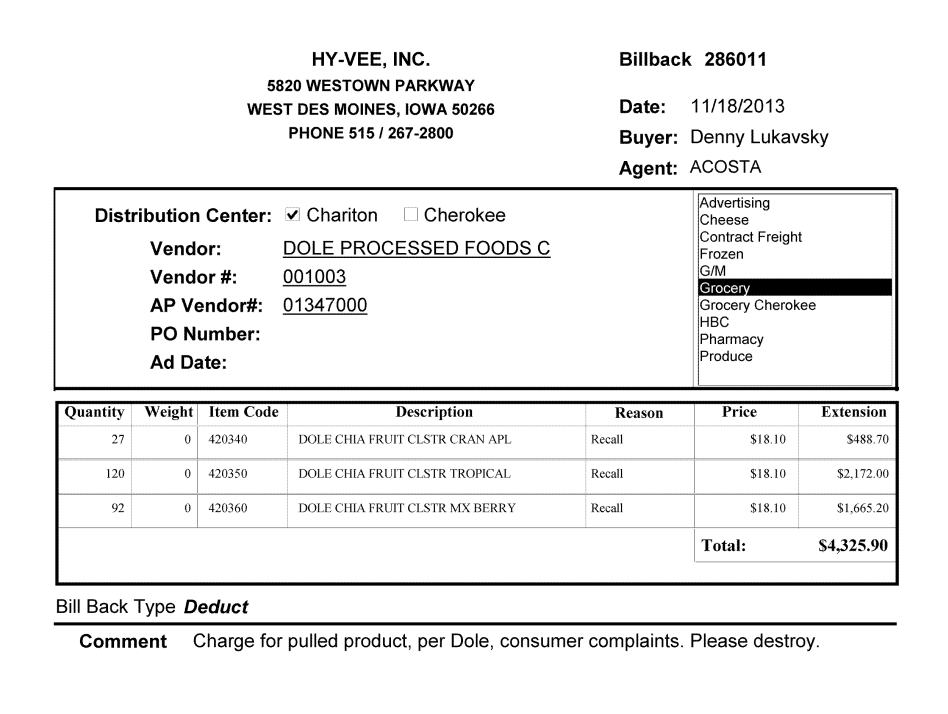 HY-VEE, INC.
5820 WESTOWN PARKWAY
WEST DES MOINES, IOWA 50266
PHONE 515 / 267-2800
Billback 286011
Date: 11/18/2013
Buyer: Denny Lukavsky
Agent: ACOSTA
Distribution Center: Chariton Cherokee
Vendor: DOLE PROCESSED FOODS C
Vendor #: 001003
AP Vendor#: 01347000
PO Number:
Ad Date:
Advertising
Cheese
Contract Freight
Frozen
G/M
Grocery
Grocery Cherokee
HBC
Pharmacy
Produce
Quantity Weight Item Code Description Reason Price Extension
27 0 420340 DOLE CHIA FRUIT CLSTR CRAN APL Recall $18.10 $488.70
120 0 420350 DOLE CHIA FRUIT CLSTR TROPICAL Recall $18.10 $2,172.00
92 0 420360 DOLE CHIA FRUIT CLSTR MX BERRY Recall $18.10 $1,665.20
Total: $4,325.90
Bill Back Type Deduct
Comment Charge for pulled product, per Dole, consumer complaints. Please destroy.